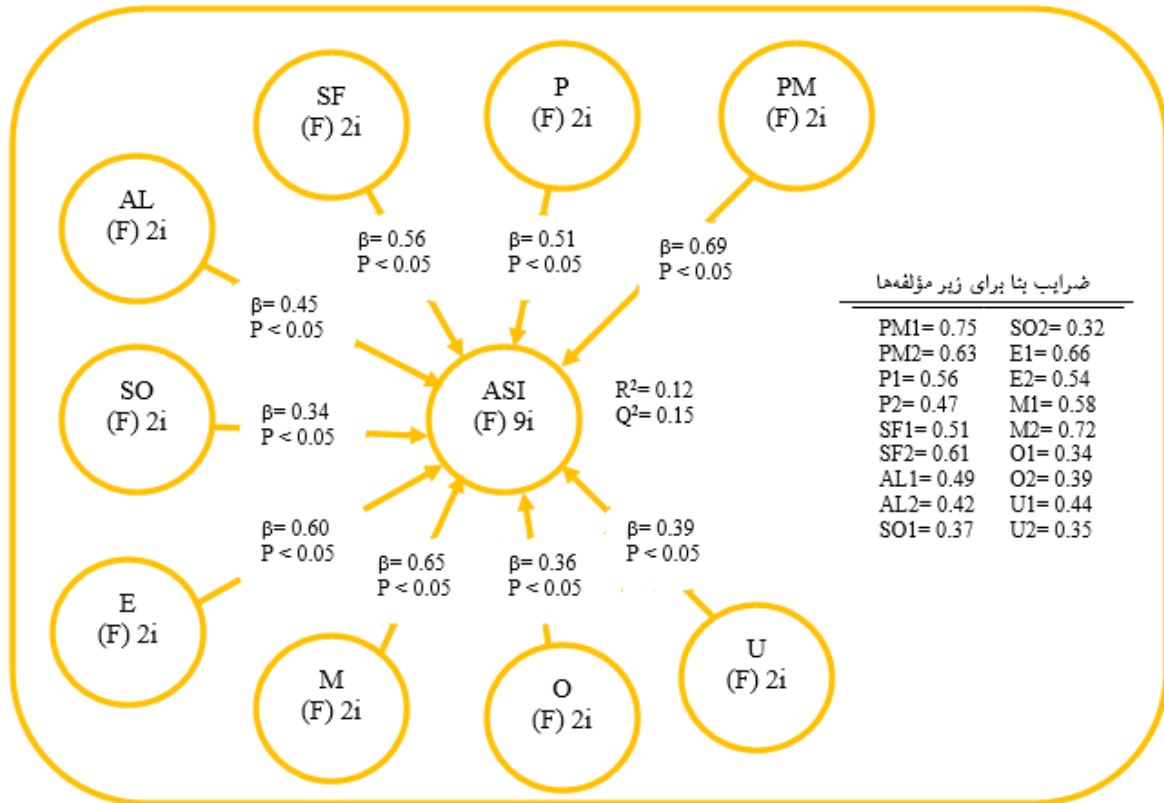 SF
(F) 2i
P
(F) 2i
PM
(F) 2i
AL
(F) 2i
β= 0.56
P < 0.05
β= 0.51
P < 0.05
β= 0.69
P < 0.05
β= 0.45
P < 0.05
SO
(F) 2i
β= 0.34
P < 0.05
ASI
(F) 9i
R²= 0.12
Q²= 0.15
E
(F) 2i
β= 0.60
P < 0.05
M
(F) 2i
β= 0.65
P < 0.05
O
(F) 2i
β= 0.36
P < 0.05
U
(F) 2i
β= 0.39
P < 0.05
ضرایب بتا برای زیر مؤلفه‌ها
PM1= 0.75 SO2= 0.32
PM2= 0.63 E1= 0.66
P1= 0.56 E2= 0.54
P2= 0.47 M1= 0.58
SF1= 0.51 M2= 0.72
SF2= 0.61 O1= 0.34
AL1= 0.49 O2= 0.39
AL2= 0.42 U1= 0.44
SO1= 0.37 U2= 0.35